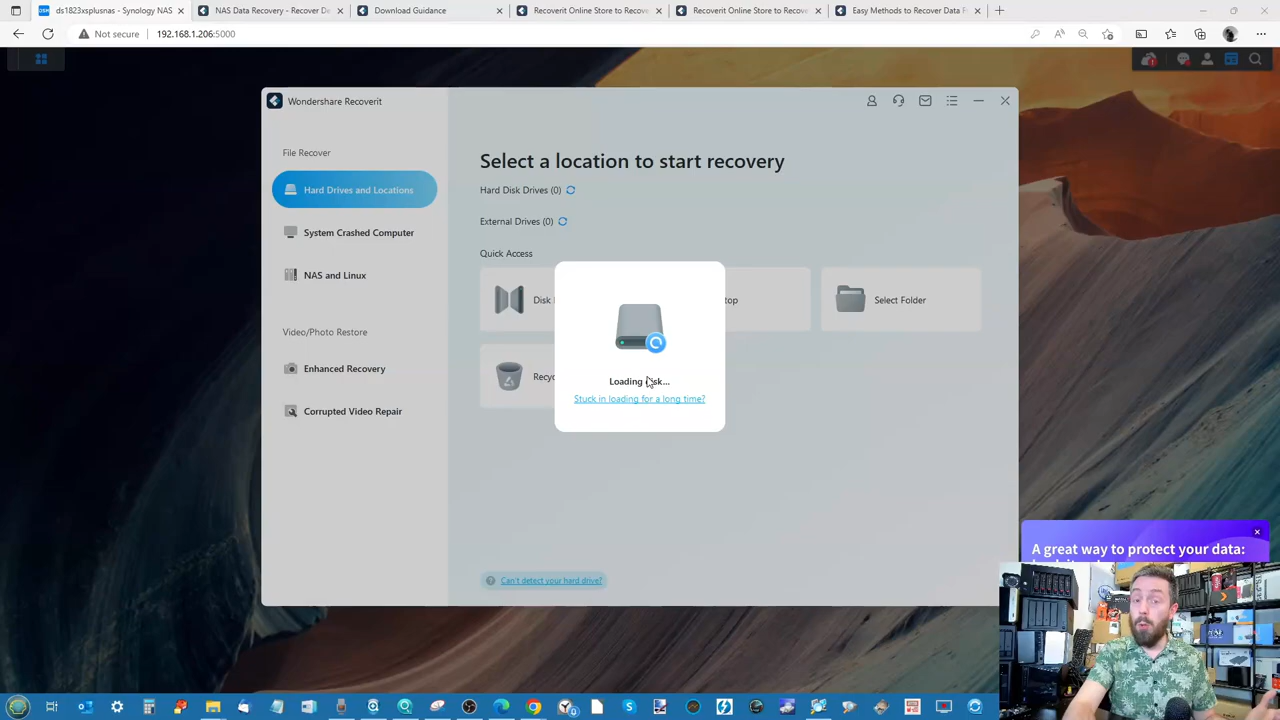 ds1823xsplusnas - Synology NAS
NAS Data Recovery - Recover De
Download Guidance
Recoverit Online Store to Recove
Recoverit Online Store to Recove
Easy Methods to Recover Data P
Not secure
192.168.1.206:5000
Wondershare Recoverit
File Recover
Hard Drives and Locations
System Crashed Computer
NAS and Linux
Video/Photo Restore
Enhanced Recovery
Corrupted Video Repair
Select a location to start recovery
Hard Disk Drives (0)
External Drives (0)
Quick Access
Disk
top
Select Folder
Recyc
Loading disk...
Stuck in loading for a long time?
Can't detect your hard drive?
A great way to protect your data: